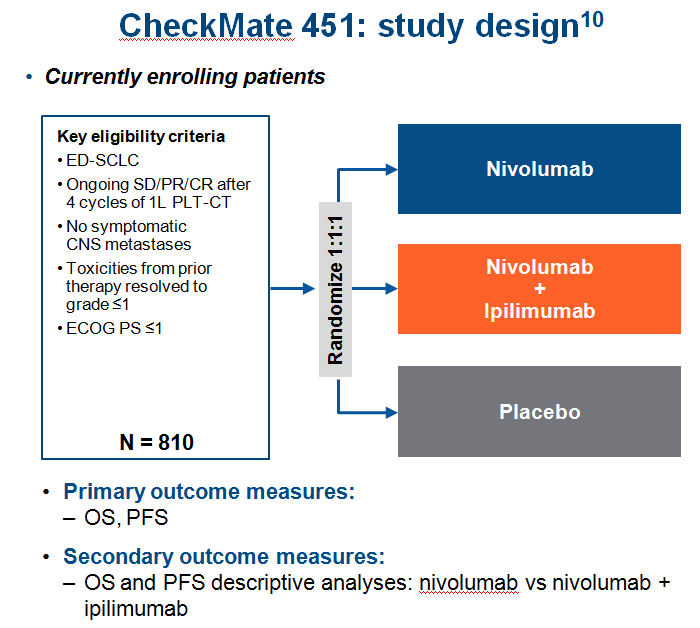 CheckMate 451: study design10
• Currently enrolling patients
Key eligibility criteria
• ED-SCLC
• Ongoing SD/PR/CR after
4 cycles of 1L PLT-CT
• No symptomatic
CNS metastases
• Toxicities from prior
therapy resolved to
grade ≤1
• ECOG PS ≤1
N = 810
Randomize 1:1:1
Nivolumab
Nivolumab
+
Ipilimumab
Placebo
• Primary outcome measures:
– OS, PFS
• Secondary outcome measures:
– OS and PFS descriptive analyses: nivolumab vs nivolumab +
ipilimumab